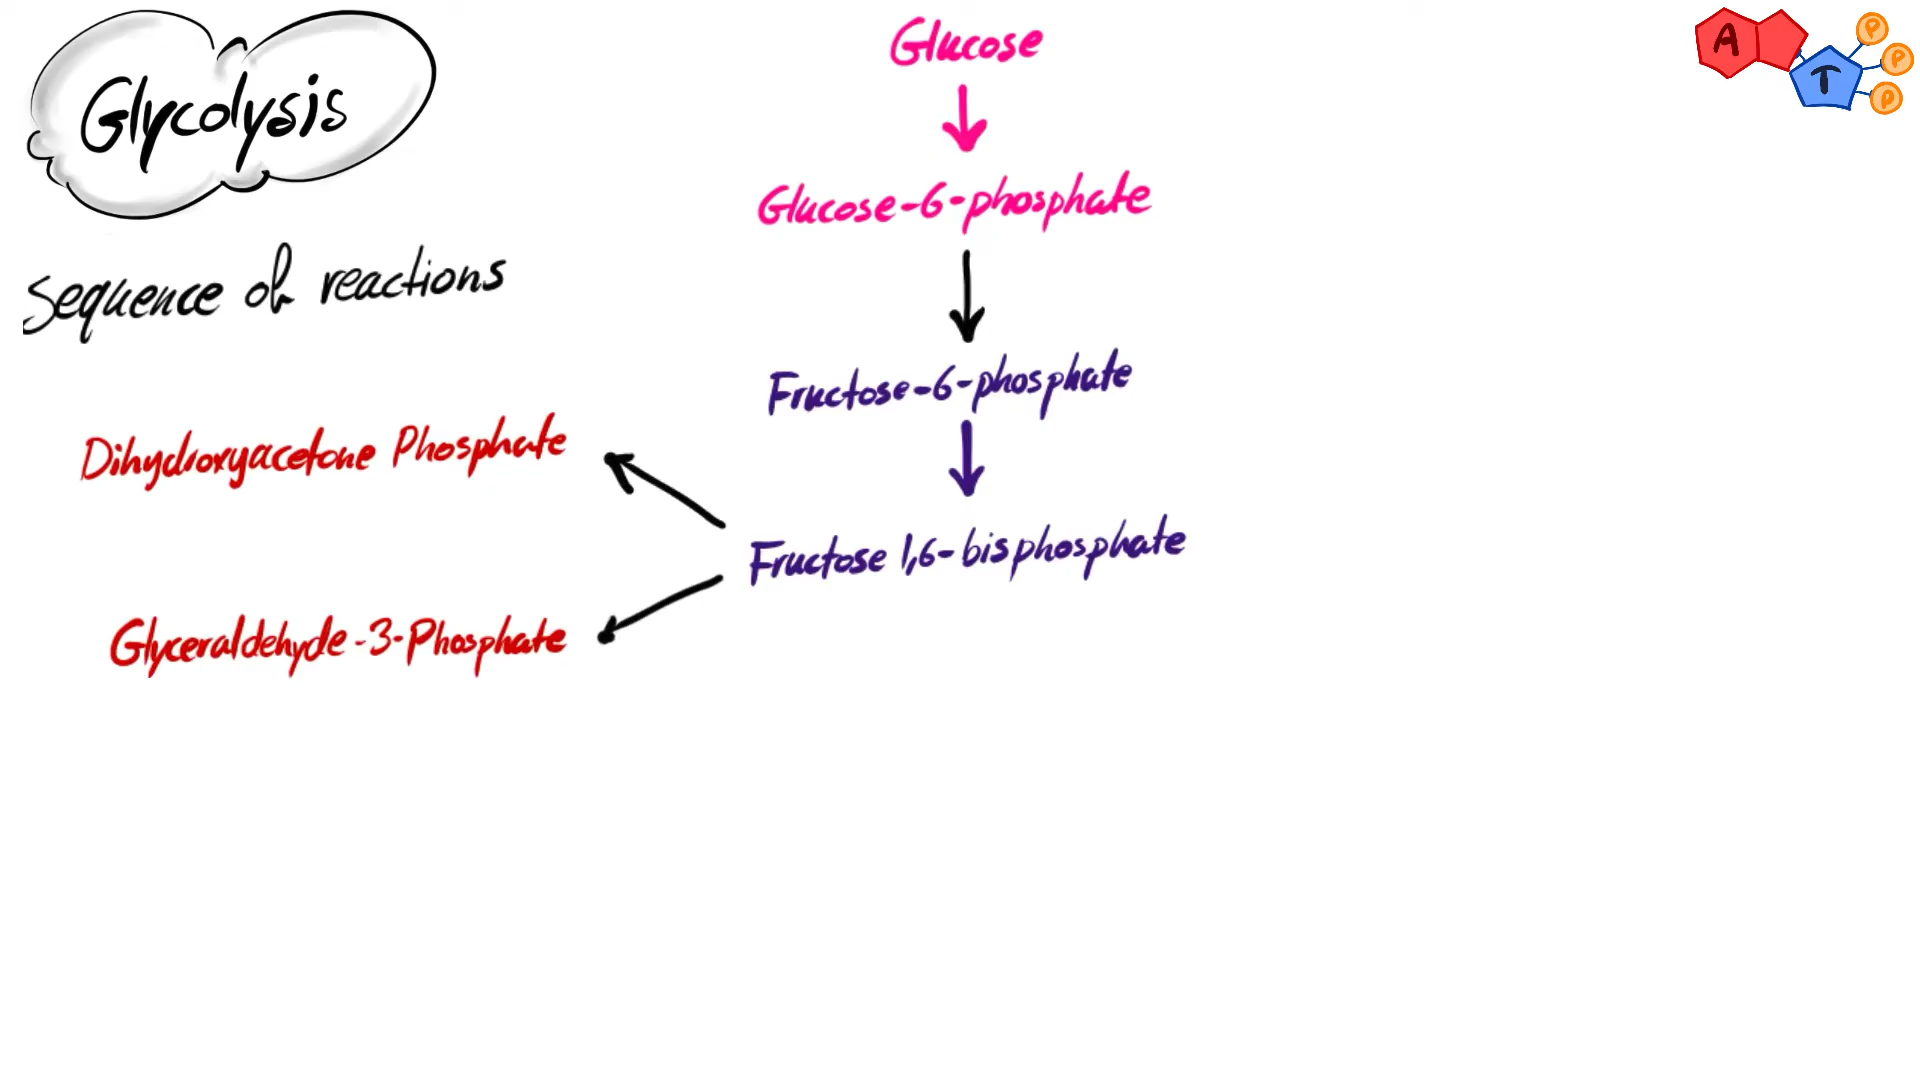 Glycolysis
Sequence of reactions
Glucose
Glucose-6-phosphate
Fructose-6-phosphate
Fructose 1,6-bisphosphate
Dihydroxyacetone Phosphate
Glyceraldehyde-3-Phosphate
A T P P P